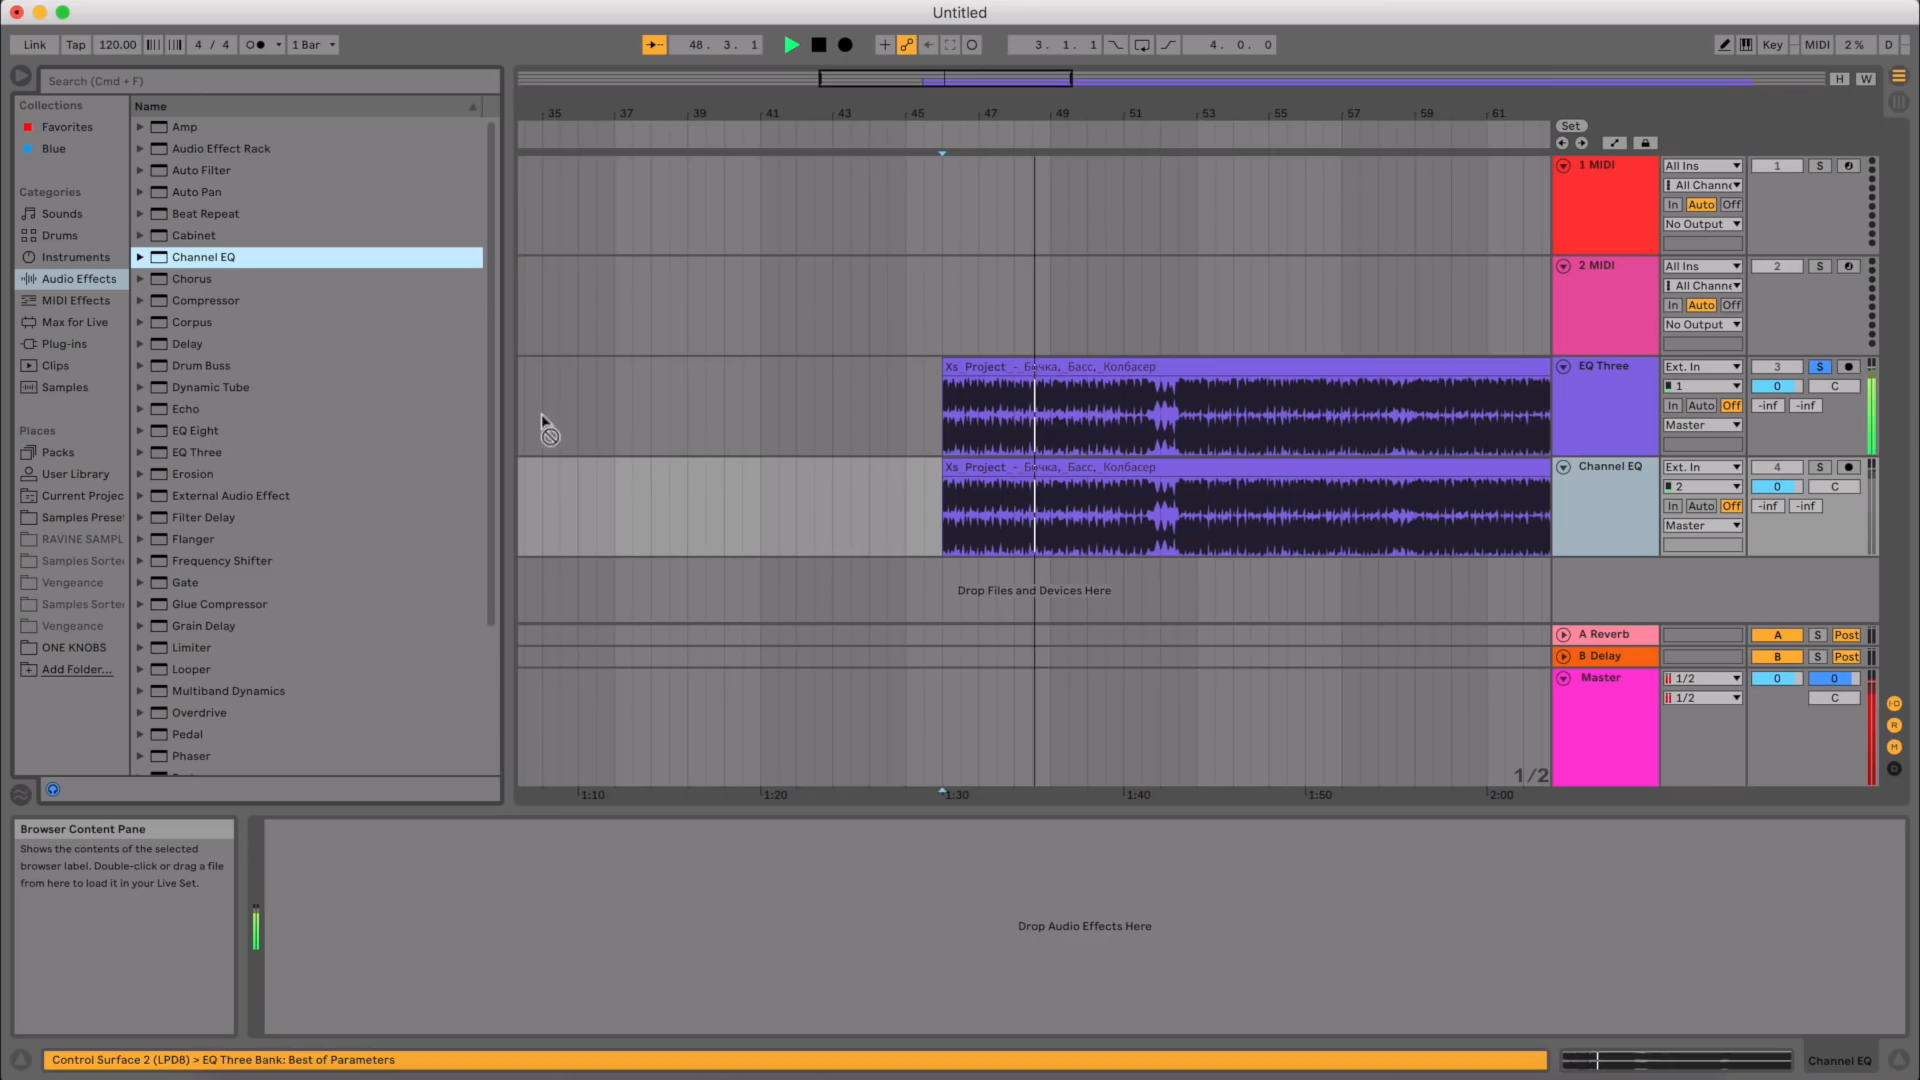 Untitled
Link Tap 120.00 4 / 4 1 Bar 48. 3. 1 3. 1. 1 4. 0. 0 Key MIDI 2 % D
Search (Cmd + F) H W
Collections
Favorites
Blue
Categories
Sounds
Drums
Instruments
Audio Effects
MIDI Effects
Max for Live
Plug-ins
Clips
Samples
Places
Packs
User Library
Current Projec
Samples Preset
RAVINE SAMPL
Samples Sorte
Vengeance
Samples Sorte
Vengeance
ONE KNOBS
Add Folder...
Name
Amp
Audio Effect Rack
Auto Filter
Auto Pan
Beat Repeat
Cabinet
Channel EQ
Chorus
Compressor
Corpus
Delay
Drum Buss
Dynamic Tube
Echo
EQ Eight
EQ Three
Erosion
External Audio Effect
Filter Delay
Flanger
Frequency Shifter
Gate
Glue Compressor
Grain Delay
Limiter
Looper
Multiband Dynamics
Overdrive
Pedal
Phaser
35 37 39 41 43 45 47 49 51 53 55 57 59 61
Set
1 MIDI All Ins 1 S
All Channe
In Auto Off
No Output
2 MIDI All Ins 2 S
All Channe
In Auto Off
No Output
Xs_Project_-_Бочка,_Басс,_Колбасер
EQ Three Ext. In 3 S
1 0 C
In Auto Off -inf -inf
Master
Xs_Project_-_Бочка,_Басс,_Колбасер
Channel EQ Ext. In 4 S
2 0 C
In Auto Off -inf -inf
Master
Drop Files and Devices Here
A Reverb A S Post
B Delay B S Post
Master 1/2 0 0
1/2 C
1/2
I·O
R
M
D
1:10 1:20 1:30 1:40 1:50 2:00
Browser Content Pane
Shows the contents of the selected
browser label. Double-click or drag a file
from here to load it in your Live Set.
Drop Audio Effects Here
Control Surface 2 (LPD8) > EQ Three Bank: Best of Parameters
Channel EQ